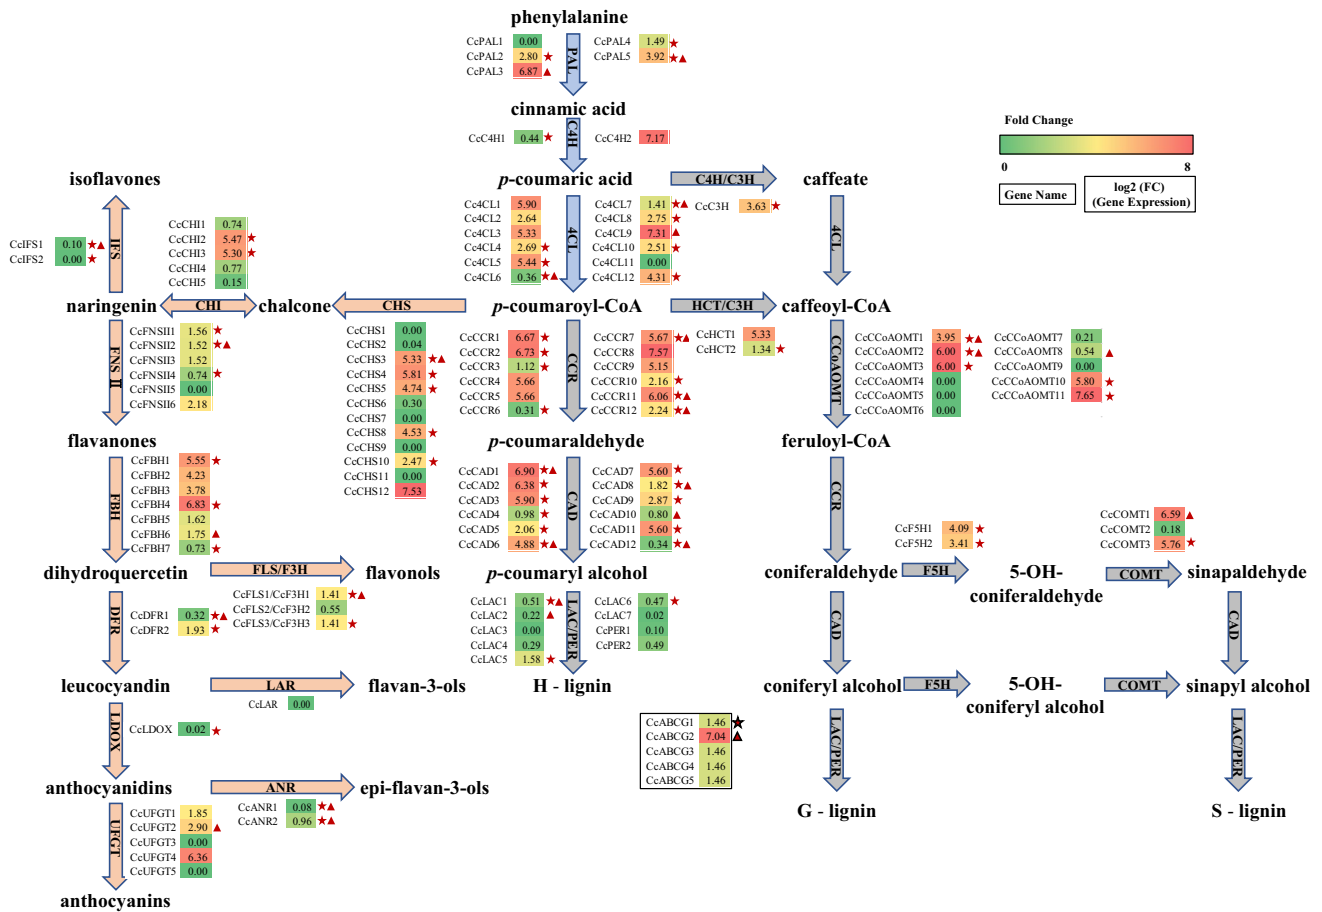 phenylalanine
CcPAL1 0.00
CcPAL2 2.80 ★
CcPAL3 6.87 ▲
PAL
CcPAL4 1.49 ★
CcPAL5 3.92 ★▲
cinnamic acid
CcC4H1 0.44 ★
C4H
CcC4H2 7.17
Fold Change
0 8
Gene Name
log2 (FC)
(Gene Expression)
isoflavones
p-coumaric acid
C4H/C3H
caffeate
CcC3H 3.63 ★
CcIFS1 0.10 ★▲
CcIFS2 0.00 ★
IFS
CcCHI1 0.74
CcCHI2 5.47 ★
CcCHI3 5.30 ★
CcCHI4 0.77
CcCHI5 0.15
Cc4CL1 5.90
Cc4CL2 2.64
Cc4CL3 5.33
Cc4CL4 2.69 ★
Cc4CL5 5.44 ★
Cc4CL6 0.36 ★▲
4CL
Cc4CL7 1.41 ★▲
Cc4CL8 2.75 ★
Cc4CL9 7.31 ▲
Cc4CL10 2.51 ★
Cc4CL11 0.00
Cc4CL12 4.31 ★
4CL
naringenin
CHI
chalcone
CHS
p-coumaroyl-CoA
HCT/C3H
caffeoyl-CoA
CcFNSII1 1.56 ★
CcFNSII2 1.52 ★▲
CcFNSII3 1.52
CcFNSII4 0.74 ★
CcFNSII5 0.00
CcFNSII6 2.18
FNS II
CcCHS1 0.00
CcCHS2 0.04
CcCHS3 5.33 ★▲
CcCHS4 5.81 ★
CcCHS5 4.74 ★
CcCHS6 0.30
CcCHS7 0.00
CcCHS8 4.53 ★
CcCHS9 0.00
CcCHS10 2.47 ★
CcCHS11 0.00
CcCHS12 7.53
CcCCR1 6.67 ★
CcCCR2 6.73 ★
CcCCR3 1.12 ★
CcCCR4 5.66
CcCCR5 5.66
CcCCR6 0.31 ★
CCR
CcCCR7 5.67 ★▲
CcCCR8 7.57
CcCCR9 5.15
CcCCR10 2.16 ★
CcCCR11 6.06 ★▲
CcCCR12 2.24 ★▲
CcHCT1 5.33
CcHCT2 1.34 ★
CCoAOMT
CcCCoAOMT1 3.95 ★▲
CcCCoAOMT2 6.00 ★▲
CcCCoAOMT3 6.00 ★
CcCCoAOMT4 0.00
CcCCoAOMT5 0.00
CcCCoAOMT6 0.00
CcCCoAOMT7 0.21
CcCCoAOMT8 0.54 ▲
CcCCoAOMT9 0.00
CcCCoAOMT10 5.80 ★
CcCCoAOMT11 7.65 ★
flavanones
p-coumaraldehyde
feruloyl-CoA
FBH
CcFBH1 5.55 ★
CcFBH2 4.23
CcFBH3 3.78
CcFBH4 6.83 ★
CcFBH5 1.62
CcFBH6 1.75 ▲
CcFBH7 0.73 ★
CcCAD1 6.90 ★▲
CcCAD2 6.38 ★
CcCAD3 5.90 ★
CcCAD4 0.98 ★
CcCAD5 2.06 ★
CcCAD6 4.88 ★▲
CAD
CcCAD7 5.60 ★
CcCAD8 1.82 ★▲
CcCAD9 2.87 ★
CcCAD10 0.80 ▲
CcCAD11 5.60 ★
CcCAD12 0.34 ★▲
CCR
CcF5H1 4.09 ★
CcF5H2 3.41 ★
CcCOMT1 6.59 ▲
CcCOMT2 0.18
CcCOMT3 5.76 ★
dihydroquercetin
FLS/F3H
flavonols
p-coumaryl alcohol
coniferaldehyde
F5H
5-OH-
coniferaldehyde
COMT
sinapaldehyde
DFR
CcDFR1 0.32 ★▲
CcDFR2 1.93 ★
CcFLS1/CcF3H1 1.41 ★▲
CcFLS2/CcF3H2 0.55
CcFLS3/CcF3H3 1.41 ★
CcLAC1 0.51 ★▲
CcLAC2 0.22 ▲
CcLAC3 0.00
CcLAC4 0.29
CcLAC5 1.58 ★
LAC/PER
CcLAC6 0.47 ★
CcLAC7 0.02
CcPER1 0.10
CcPER2 0.49
CAD
CAD
leucocyandin
LAR
flavan-3-ols
CcLAR 0.00
H - lignin
coniferyl alcohol
F5H
5-OH-
coniferyl alcohol
COMT
sinapyl alcohol
LDOX
CcLDOX 0.02 ★
CcABCG1 1.46 ★
CcABCG2 7.04 ▲
CcABCG3 1.46
CcABCG4 1.46
CcABCG5 1.46
LAC/PER
LAC/PER
anthocyanidins
ANR
epi-flavan-3-ols
CcANR1 0.08 ★▲
CcANR2 0.96 ★▲
G - lignin
S - lignin
UFGT
CcUFGT1 1.85
CcUFGT2 2.90 ▲
CcUFGT3 0.00
CcUFGT4 6.36
CcUFGT5 0.00
anthocyanins